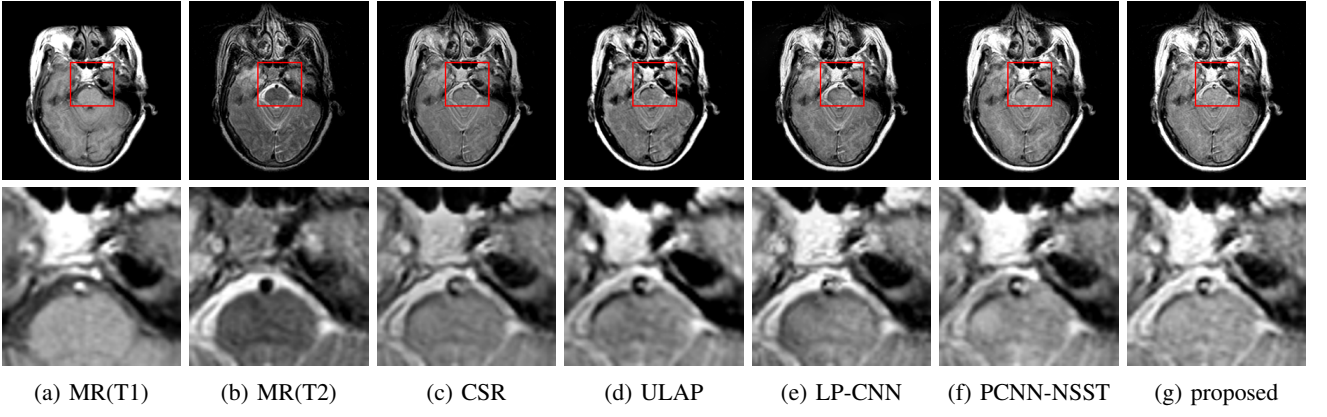 (a) MR(T1) (b) MR(T2) (c) CSR (d) ULAP (e) LP-CNN (f) PCNN-NSST (g) proposed